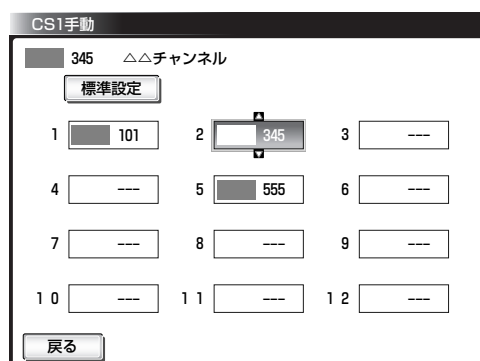 CS1手動
345 △△チャンネル
標準設定
1 101 2 345 3 ---
4 --- 5 555 6 ---
7 --- 8 --- 9 ---
10 --- 11 --- 12 ---
戻る